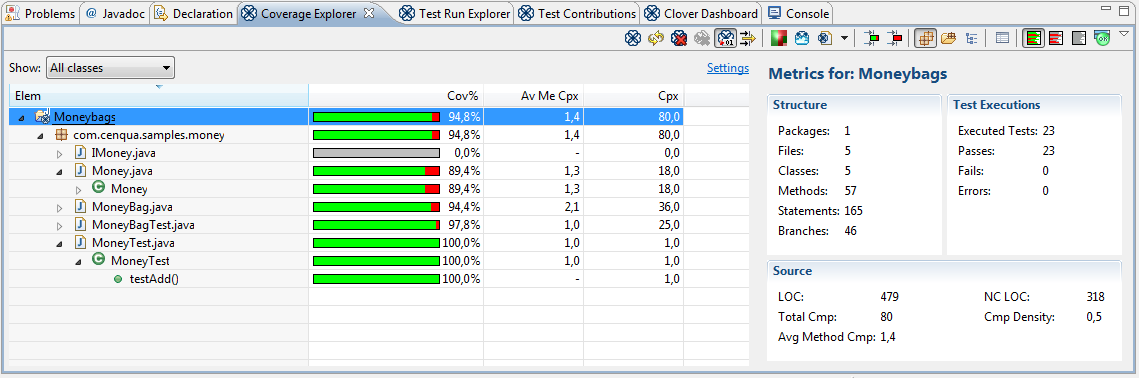 Problems @ Javadoc Declaration Coverage Explorer Test Run Explorer Test Contributions Clover Dashboard Console
Show: All classes Settings
Elem Cov% Av Me Cpx Cpx
Moneybags 94,8% 1,4 80,0
com.cenqua.samples.money 94,8% 1,4 80,0
IMoney.java 0,0% - 0,0
Money.java 89,4% 1,3 18,0
Money 89,4% 1,3 18,0
MoneyBag.java 94,4% 2,1 36,0
MoneyBagTest.java 97,8% 1,0 25,0
MoneyTest.java 100,0% 1,0 1,0
MoneyTest 100,0% 1,0 1,0
testAdd() 100,0% - 1,0
Metrics for: Moneybags
Structure
Packages: 1
Files: 5
Classes: 5
Methods: 57
Statements: 165
Branches: 46
Test Executions
Executed Tests: 23
Passes: 23
Fails: 0
Errors: 0
Source
LOC: 479 NC LOC: 318
Total Cmp: 80 Cmp Density: 0,5
Avg Method Cmp: 1,4